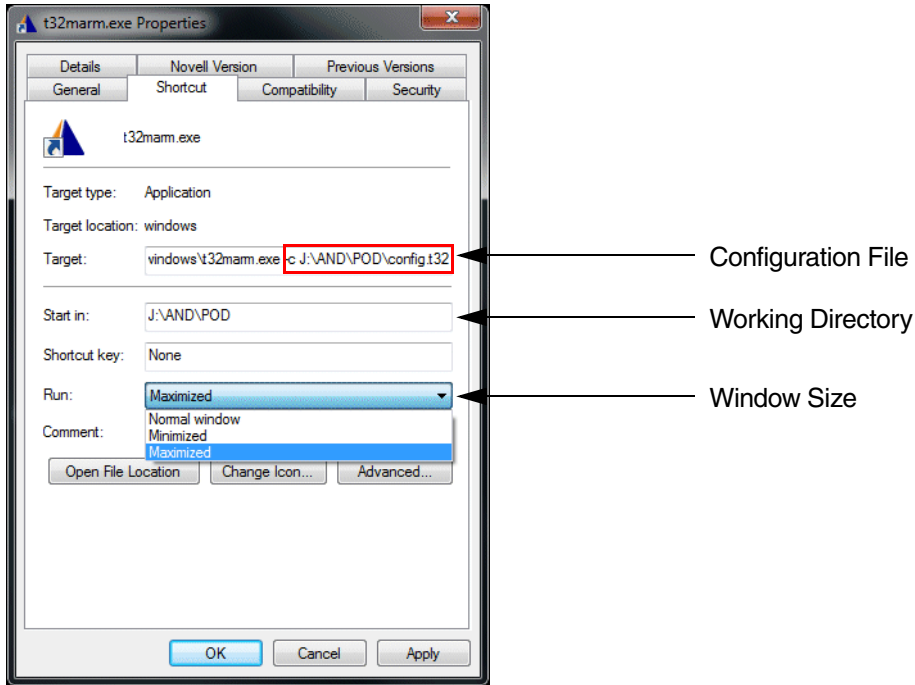 t32marm.exe Properties
Details Novell Version Previous Versions
General Shortcut Compatibility Security
t32marm.exe
Target type: Application
Target location: windows
Target: vindows\t32marm.exe -c J:\AND\POD\config.t32 Configuration File
Start in: J:\AND\POD Working Directory
Shortcut key: None
Run: Maximized Window Size
Normal window
Minimized
Comment:
Maximized
Open File Location Change Icon... Advanced...
OK Cancel Apply